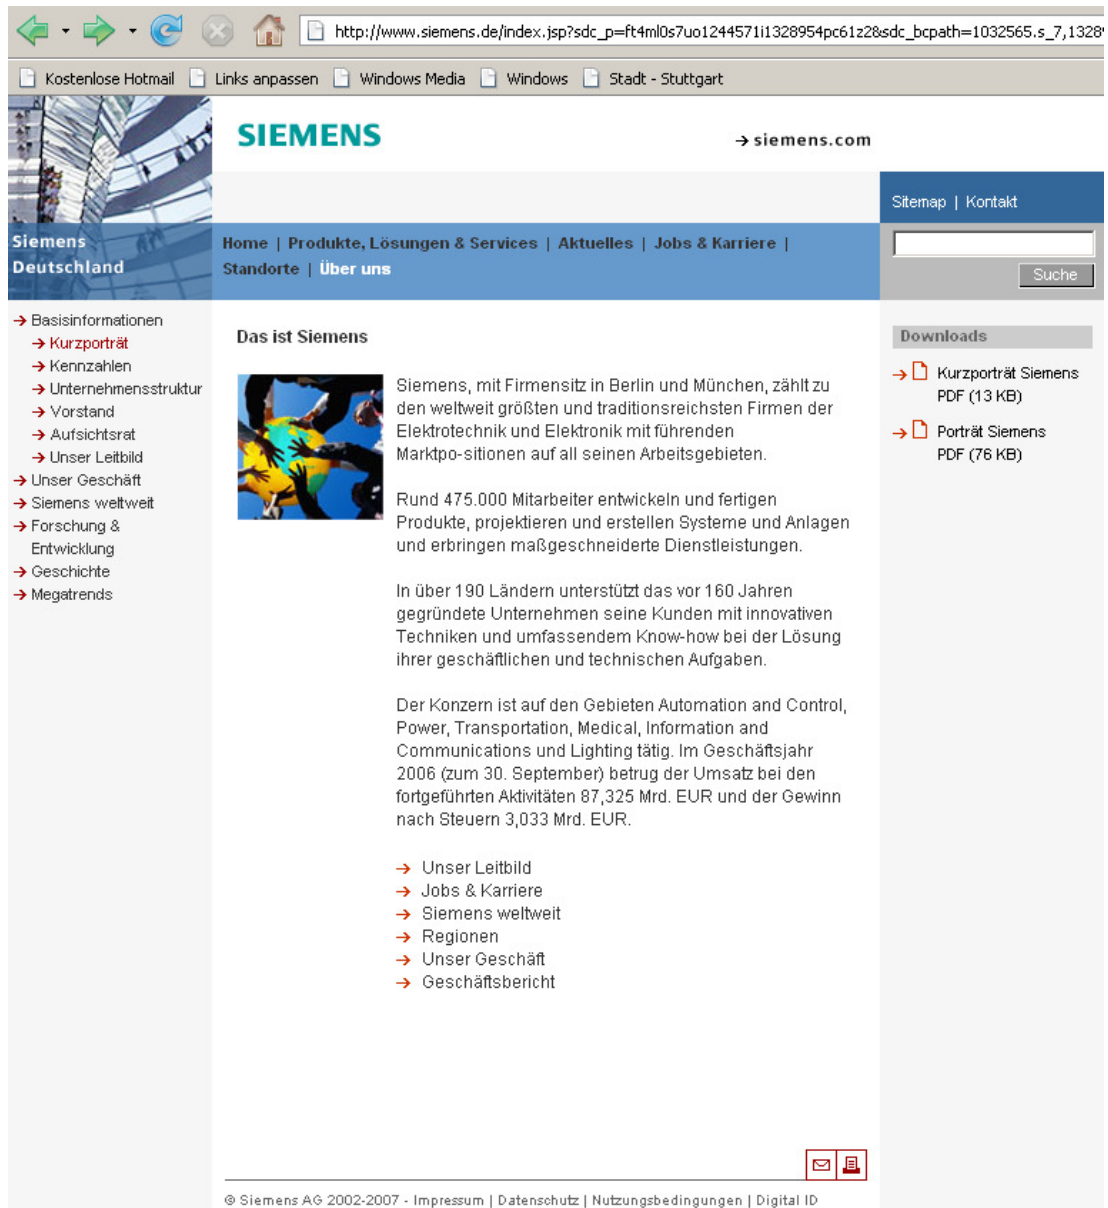 http://www.siemens.de/index.jsp?sdc_p=ft4ml0s7uo1244571i1328954pc61z2&sdc_bcpath=1032565.s_7,1328
Kostenlose Hotmail Links anpassen Windows Media Windows Stadt - Stuttgart
SIEMENS
→ siemens.com
Sitemap | Kontakt
Siemens
Deutschland
Home | Produkte, Lösungen & Services | Aktuelles | Jobs & Karriere |
Standorte | Über uns
Suche
→ Basisinformationen
→ Kurzporträt
→ Kennzahlen
→ Unternehmensstruktur
→ Vorstand
→ Aufsichtsrat
→ Unser Leitbild
→ Unser Geschäft
→ Siemens weltweit
→ Forschung &
Entwicklung
→ Geschichte
→ Megatrends
Das ist Siemens
Siemens, mit Firmensitz in Berlin und München, zählt zu
den weltweit größten und traditionsreichsten Firmen der
Elektrotechnik und Elektronik mit führenden
Marktpo-sitionen auf all seinen Arbeitsgebieten.
Rund 475.000 Mitarbeiter entwickeln und fertigen
Produkte, projektieren und erstellen Systeme und Anlagen
und erbringen maßgeschneiderte Dienstleistungen.
In über 190 Ländern unterstützt das vor 160 Jahren
gegründete Unternehmen seine Kunden mit innovativen
Techniken und umfassendem Know-how bei der Lösung
ihrer geschäftlichen und technischen Aufgaben.
Der Konzern ist auf den Gebieten Automation and Control,
Power, Transportation, Medical, Information and
Communications und Lighting tätig. Im Geschäftsjahr
2006 (zum 30. September) betrug der Umsatz bei den
fortgeführten Aktivitäten 87,325 Mrd. EUR und der Gewinn
nach Steuern 3,033 Mrd. EUR.
→ Unser Leitbild
→ Jobs & Karriere
→ Siemens weltweit
→ Regionen
→ Unser Geschäft
→ Geschäftsbericht
Downloads
→ Kurzporträt Siemens
PDF (13 KB)
→ Porträt Siemens
PDF (76 KB)
© Siemens AG 2002-2007 - Impressum | Datenschutz | Nutzungsbedingungen | Digital ID